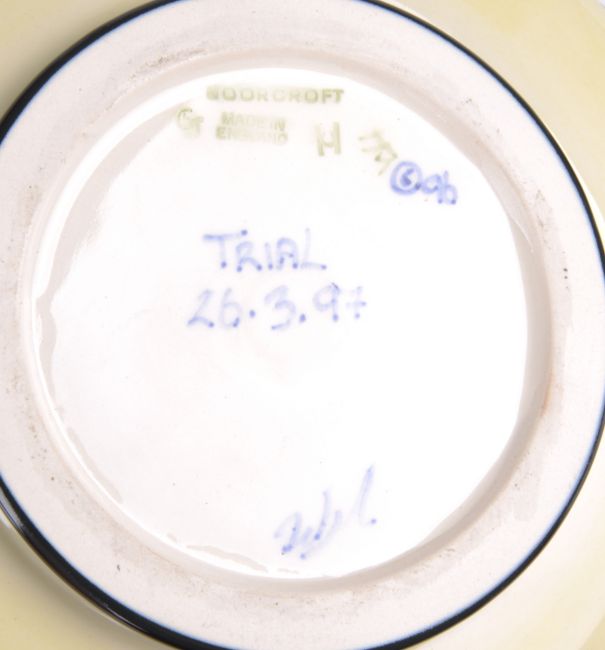 MOORCROFT
MADE IN
ENGLAND
© 96
TRIAL
26.3.97